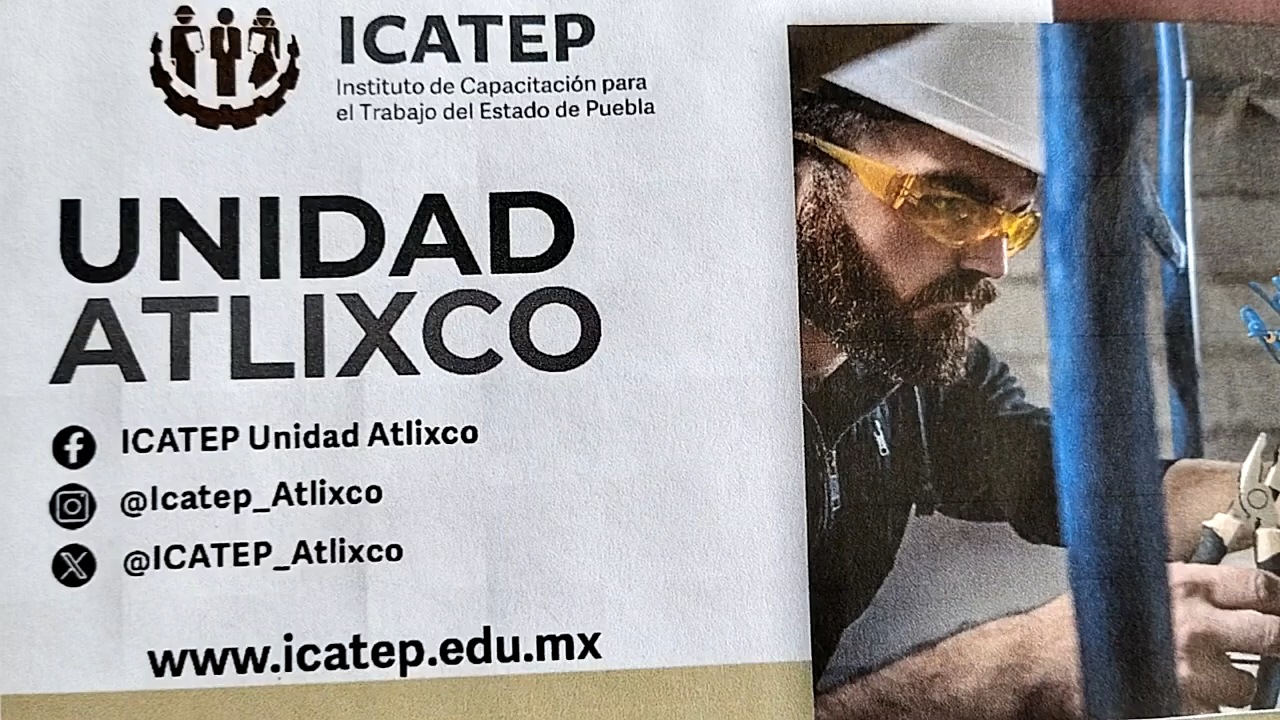 ICATEP
Instituto de Capacitación para
el Trabajo del Estado de Puebla
UNIDAD
ATLIXCO
ICATEP Unidad Atlixco
@Icatep_Atlixco
@ICATEP_Atlixco
www.icatep.edu.mx